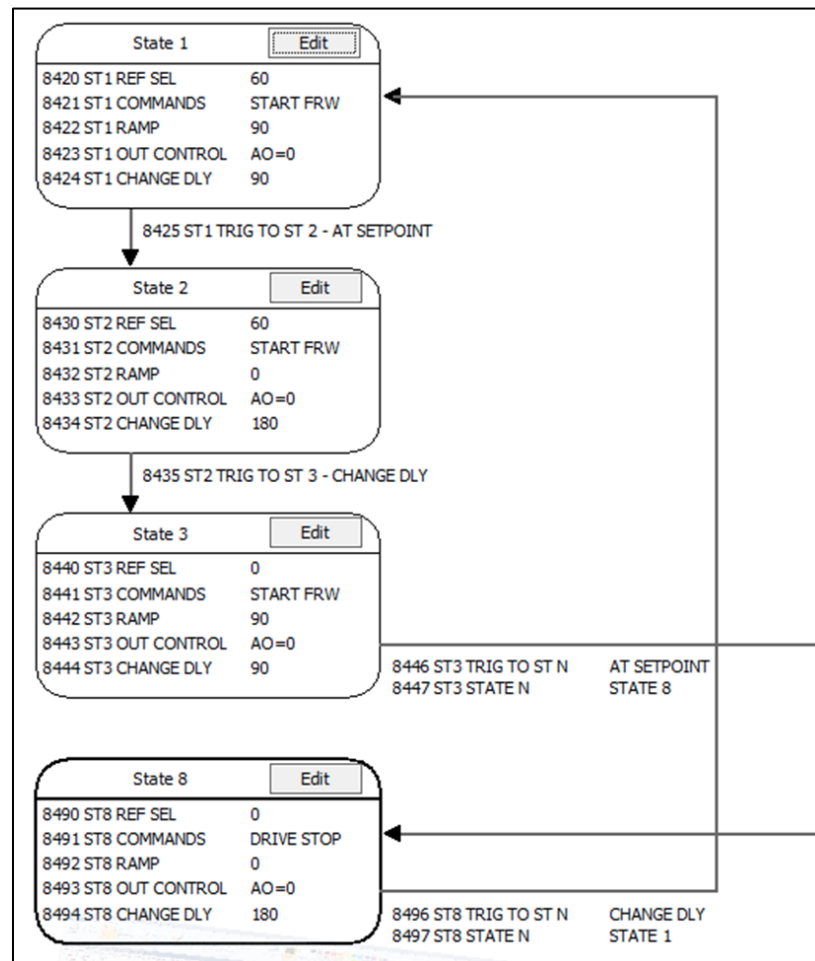 State 1 Edit
8420 ST1 REF SEL 60
8421 ST1 COMMANDS START FRW
8422 ST1 RAMP 90
8423 ST1 OUT CONTROL AO=0
8424 ST1 CHANGE DLY 90
8425 ST1 TRIG TO ST 2 - AT SETPOINT
State 2 Edit
8430 ST2 REF SEL 60
8431 ST2 COMMANDS START FRW
8432 ST2 RAMP 0
8433 ST2 OUT CONTROL AO=0
8434 ST2 CHANGE DLY 180
8435 ST2 TRIG TO ST 3 - CHANGE DLY
State 3 Edit
8440 ST3 REF SEL 0
8441 ST3 COMMANDS START FRW
8442 ST3 RAMP 90
8443 ST3 OUT CONTROL AO=0
8444 ST3 CHANGE DLY 90
8446 ST3 TRIG TO ST N AT SETPOINT
8447 ST3 STATE N STATE 8
State 8 Edit
8490 ST8 REF SEL 0
8491 ST8 COMMANDS DRIVE STOP
8492 ST8 RAMP 0
8493 ST8 OUT CONTROL AO=0
8494 ST8 CHANGE DLY 180
8496 ST8 TRIG TO ST N CHANGE DLY
8497 ST8 STATE N STATE 1